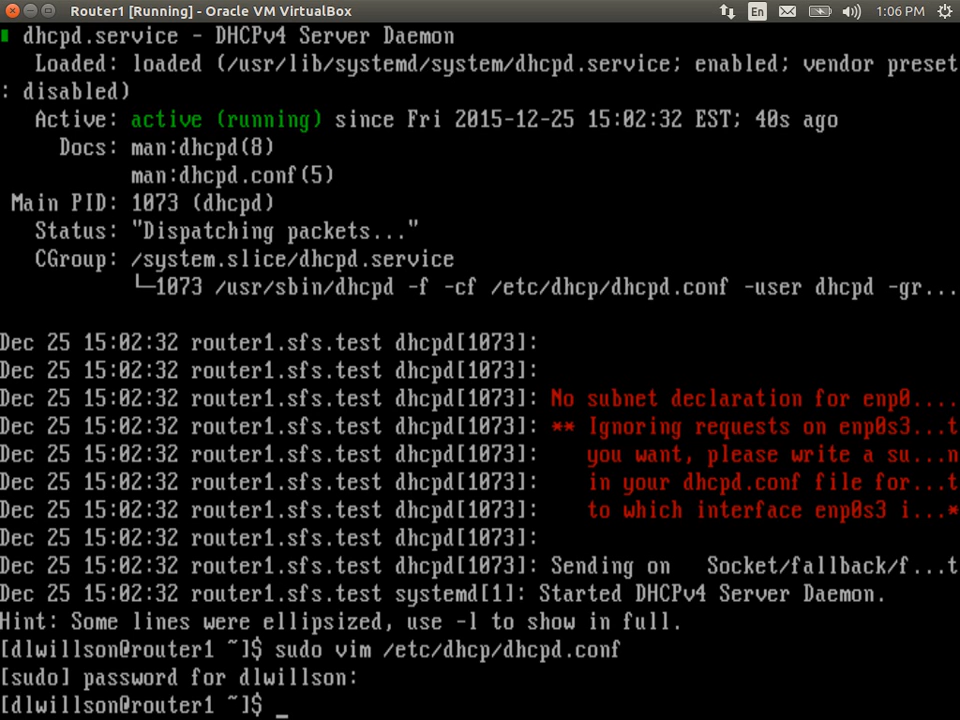 Router1 [Running] - Oracle VM VirtualBox
En
1:06 PM
dhcpd.service - DHCPv4 Server Daemon
Loaded: loaded (/usr/lib/systemd/system/dhcpd.service; enabled; vendor preset
: disabled)
Active: active (running) since Fri 2015-12-25 15:02:32 EST; 40s ago
Docs: man:dhcpd(8)
man:dhcpd.conf(5)
Main PID: 1073 (dhcpd)
Status: "Dispatching packets..."
CGroup: /system.slice/dhcpd.service
└─1073 /usr/sbin/dhcpd -f -cf /etc/dhcp/dhcpd.conf -user dhcpd -gr...
Dec 25 15:02:32 router1.sfs.test dhcpd[1073]:
Dec 25 15:02:32 router1.sfs.test dhcpd[1073]:
Dec 25 15:02:32 router1.sfs.test dhcpd[1073]: No subnet declaration for enp0....
Dec 25 15:02:32 router1.sfs.test dhcpd[1073]: ** Ignoring requests on enp0s3...t
Dec 25 15:02:32 router1.sfs.test dhcpd[1073]: you want, please write a su...n
Dec 25 15:02:32 router1.sfs.test dhcpd[1073]: in your dhcpd.conf file for...t
Dec 25 15:02:32 router1.sfs.test dhcpd[1073]: to which interface enp0s3 i...*
Dec 25 15:02:32 router1.sfs.test dhcpd[1073]:
Dec 25 15:02:32 router1.sfs.test dhcpd[1073]: Sending on Socket/fallback/f...t
Dec 25 15:02:32 router1.sfs.test systemd[1]: Started DHCPv4 Server Daemon.
Hint: Some lines were ellipsized, use -l to show in full.
[dlwillson@router1 ~]$ sudo vim /etc/dhcp/dhcpd.conf
[sudo] password for dlwillson:
[dlwillson@router1 ~]$ _